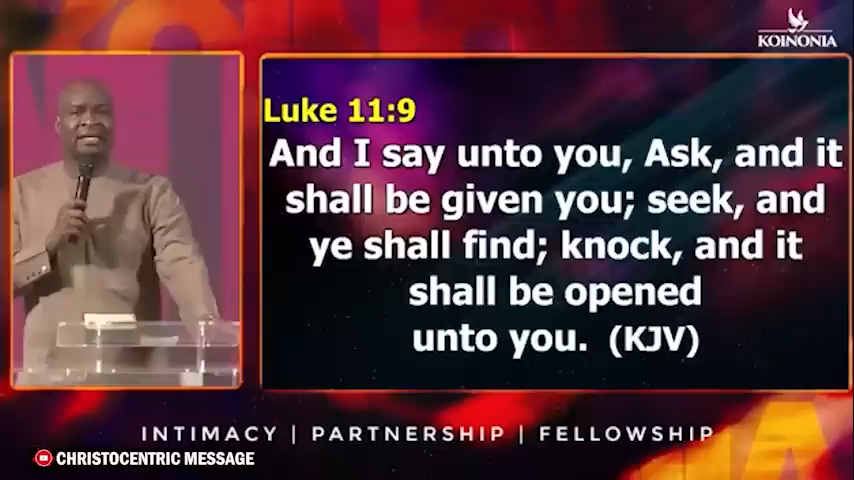 KOINONIA
Luke 11:9
And I say unto you, Ask, and it
shall be given you; seek, and
ye shall find; knock, and it
shall be opened
unto you. (KJV)
INTIMACY | PARTNERSHIP | FELLOWSHIP
CHRISTOCENTRIC MESSAGE